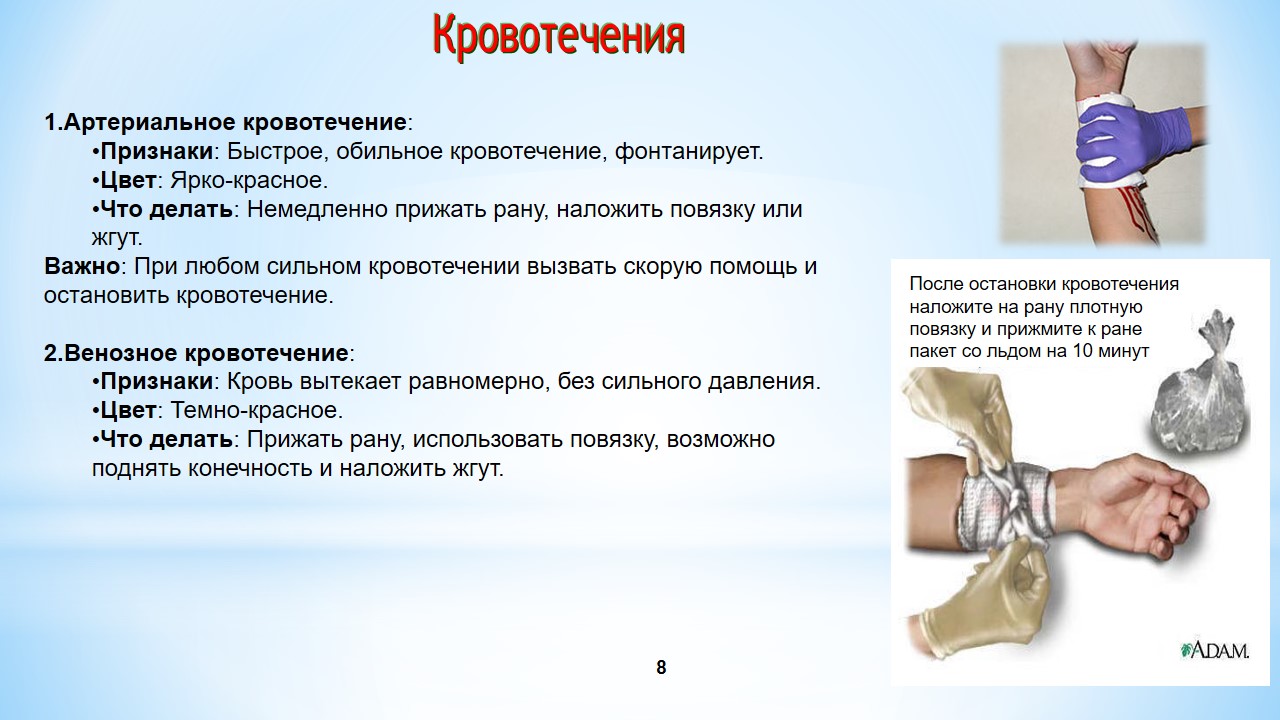 Кровотечения
1.Артериальное кровотечение:
•Признаки: Быстрое, обильное кровотечение, фонтанирует.
•Цвет: Ярко-красное.
•Что делать: Немедленно прижать рану, наложить повязку или
жгут.
Важно: При любом сильном кровотечении вызвать скорую помощь и
остановить кровотечение.
2.Венозное кровотечение:
•Признаки: Кровь вытекает равномерно, без сильного давления.
•Цвет: Темно-красное.
•Что делать: Прижать рану, использовать повязку, возможно
поднять конечность и наложить жгут.
После остановки кровотечения
наложите на рану плотную
повязку и прижмите к ране
пакет со льдом на 10 минут
ADAM.
8